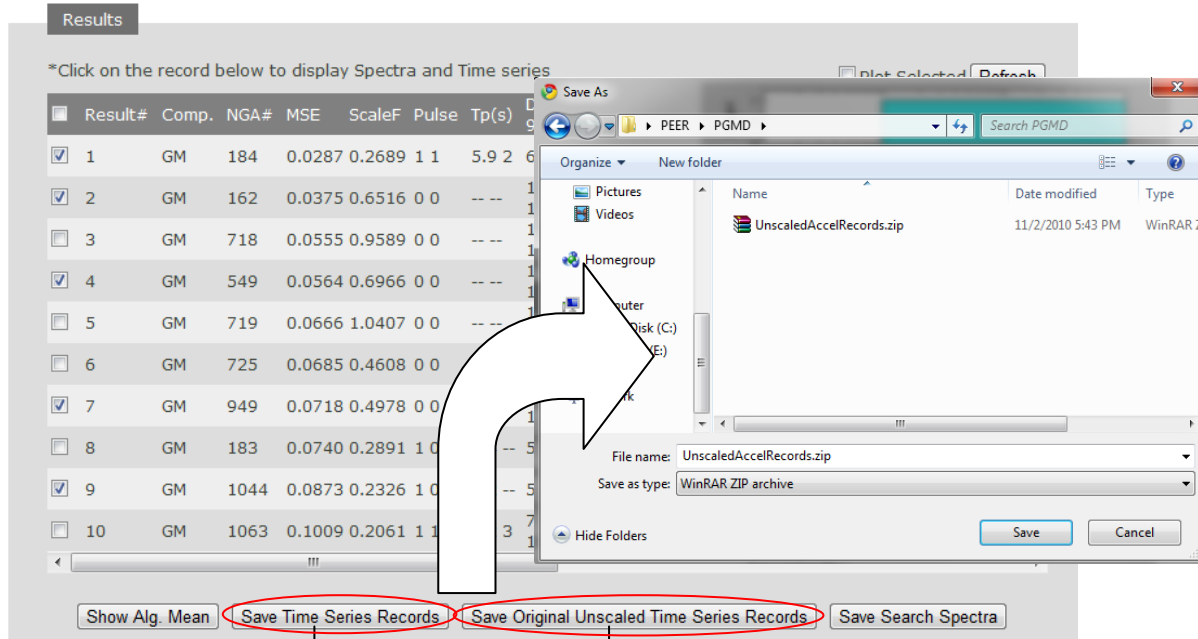 Results
*Click on the record below to display Spectra and Time series
Plot Selected Refresh
Result# Comp. NGA# MSE ScaleF Pulse Tp(s)
1 GM 184 0.0287 0.2689 1 1 5.9 2 6
2 GM 162 0.0375 0.6516 0 0 -- --
3 GM 718 0.0555 0.9589 0 0 -- --
4 GM 549 0.0564 0.6966 0 0 -- --
5 GM 719 0.0666 1.0407 0 0 -- --
6 GM 725 0.0685 0.4608 0 0
7 GM 949 0.0718 0.4978 0 0
8 GM 183 0.0740 0.2891 1 0 -- 5
9 GM 1044 0.0873 0.2326 1 0 -- 5
10 GM 1063 0.1009 0.2061 1 1 3
Show Alg. Mean Save Time Series Records Save Original Unscaled Time Series Records Save Search Spectra
Save As
PEER PGMD Search PGMD
Organize New folder
Pictures
Videos
Homegroup
Disk (C:)
(E:)
Name Date modified Type
UnscaledAccelRecords.zip 11/2/2010 5:43 PM WinRAR
File name: UnscaledAccelRecords.zip
Save as type: WinRAR ZIP archive
Hide Folders Save Cancel